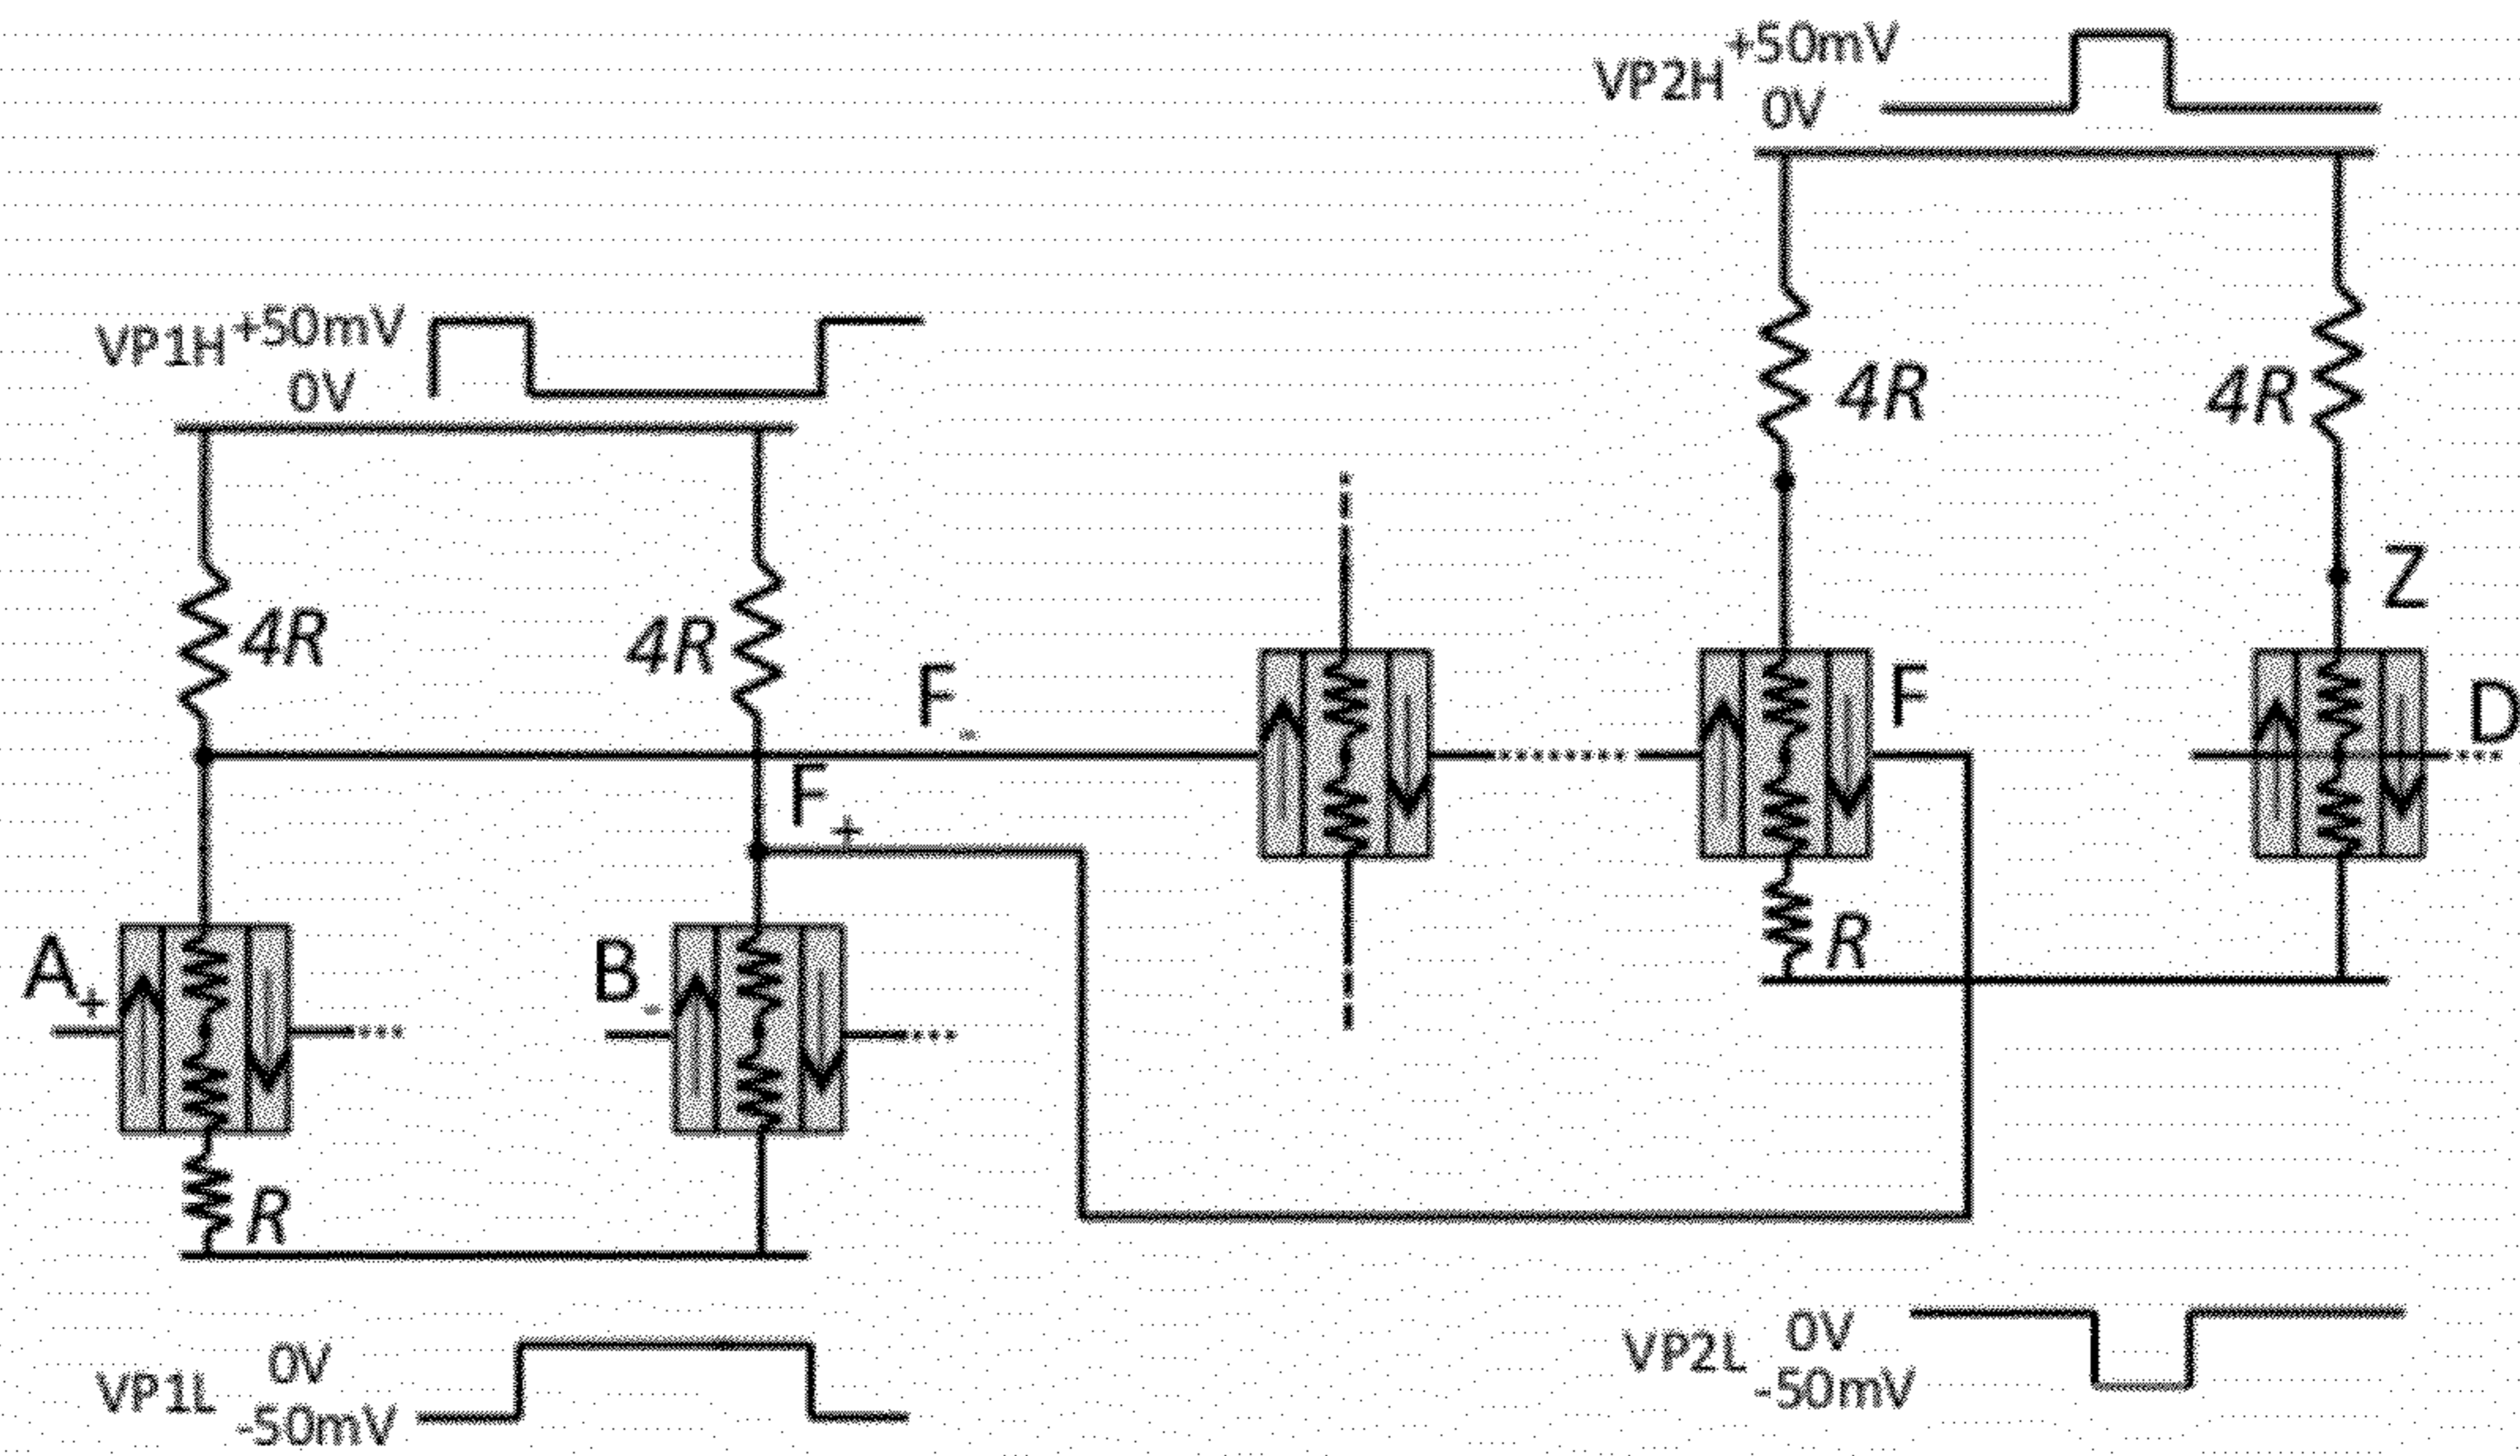 +50mV
VP2H
0V
+50mV
VP1H
0V
4R
4R
4R
4R
Z
F-
F
D
F+
A+
B-
R
R
VP1L
0V
-50mV
VP2L
0V
-50mV